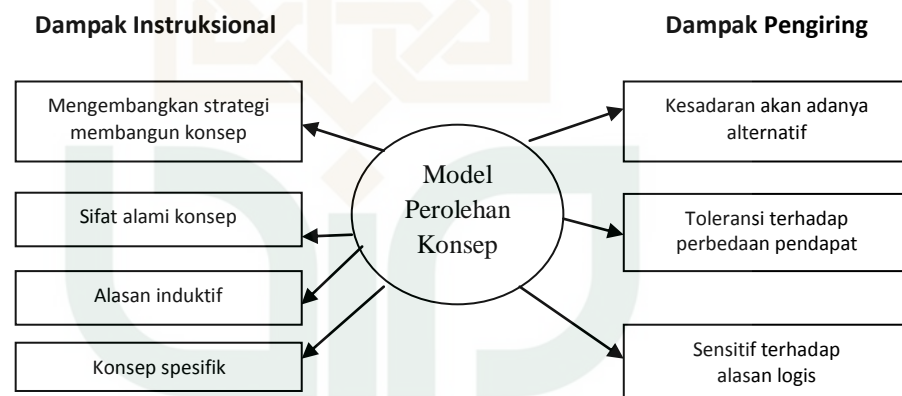 Dampak Instruksional
Dampak Pengiring
Mengembangkan strategi
membangun konsep
Sifat alami konsep
Alasan induktif
Konsep spesifik
Model
Perolehan
Konsep
Kesadaran akan adanya
alternatif
Toleransi terhadap
perbedaan pendapat
Sensitif terhadap
alasan logis